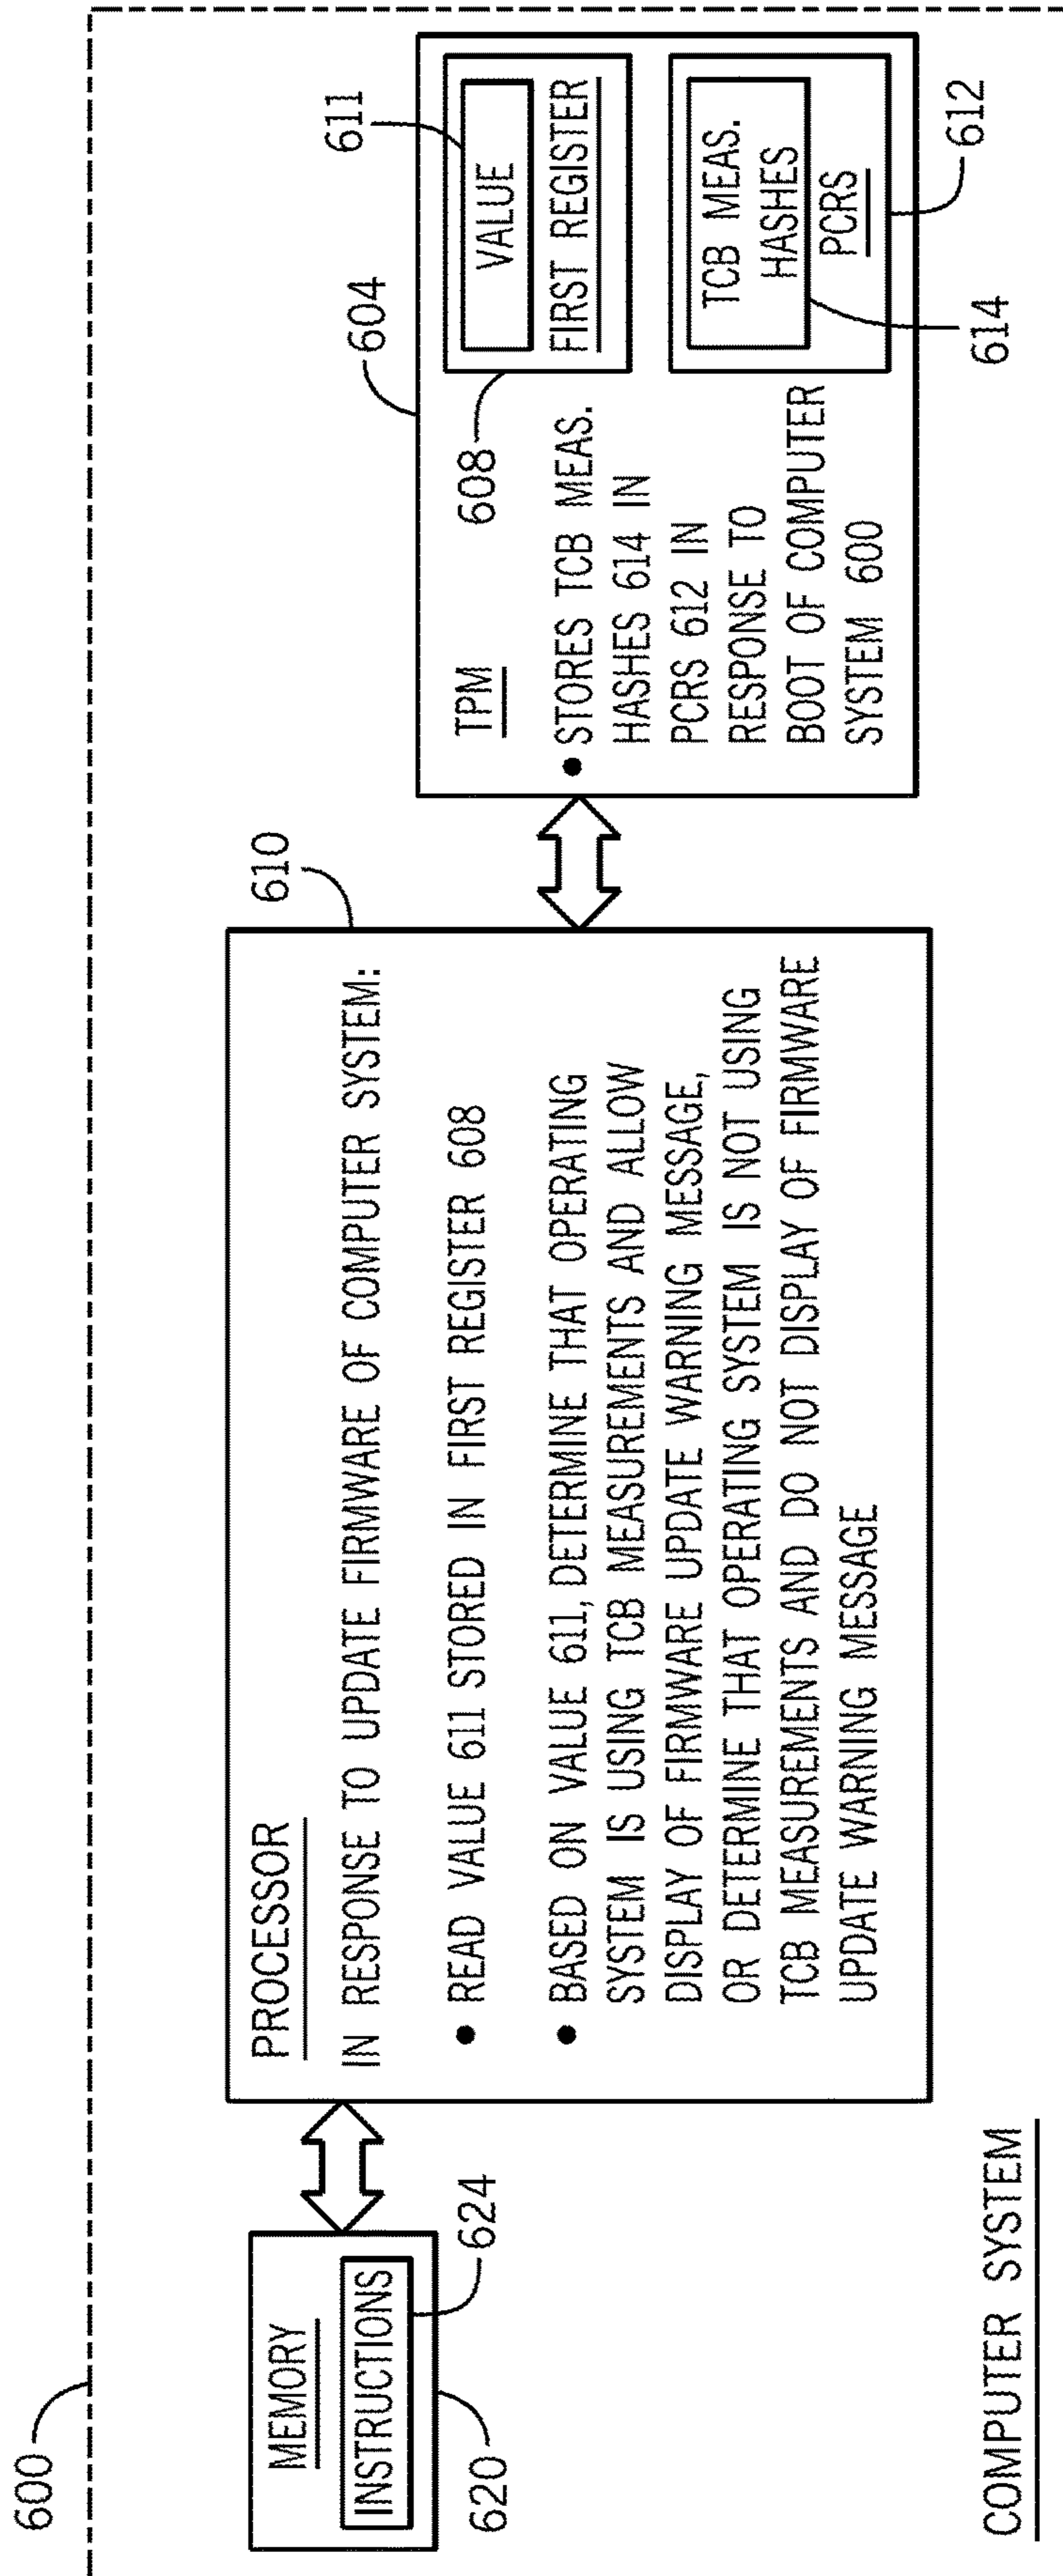 600
MEMORY
INSTRUCTIONS
620
624
PROCESSOR
610
IN RESPONSE TO UPDATE FIRMWARE OF COMPUTER SYSTEM:
● READ VALUE 611 STORED IN FIRST REGISTER 608
● BASED ON VALUE 611, DETERMINE THAT OPERATING
SYSTEM IS USING TCB MEASUREMENTS AND ALLOW
DISPLAY OF FIRMWARE UPDATE WARNING MESSAGE,
OR DETERMINE THAT OPERATING SYSTEM IS NOT USING
TCB MEASUREMENTS AND DO NOT DISPLAY OF FIRMWARE
UPDATE WARNING MESSAGE
604
TPM
608
● STORES TCB MEAS.
HASHES 614 IN
PCRS 612 IN
RESPONSE TO
BOOT OF COMPUTER
SYSTEM 600
611
VALUE
FIRST REGISTER
TCB MEAS.
HASHES
PCRS
614
612
COMPUTER SYSTEM